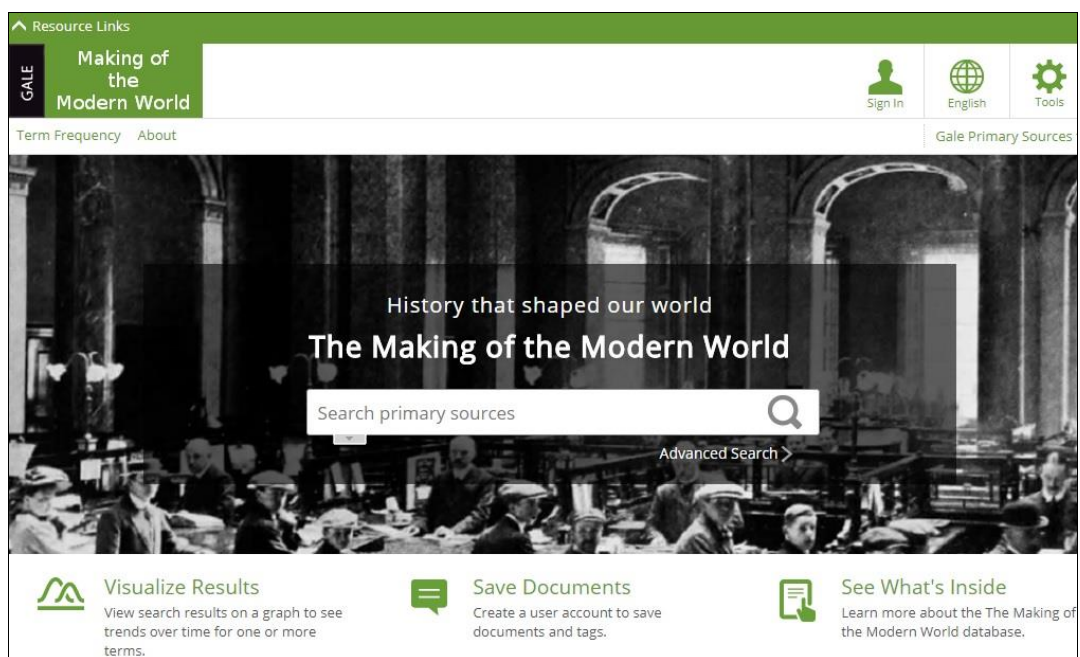 Resource Links
GALE
Making of
the
Modern World
Sign In
English
Tools
Term Frequency About
Gale Primary Sources
History that shaped our world
The Making of the Modern World
Search primary sources
Advanced Search
Visualize Results
View search results on a graph to see
trends over time for one or more
terms.
Save Documents
Create a user account to save
documents and tags.
See What's Inside
Learn more about the The Making of
the Modern World database.